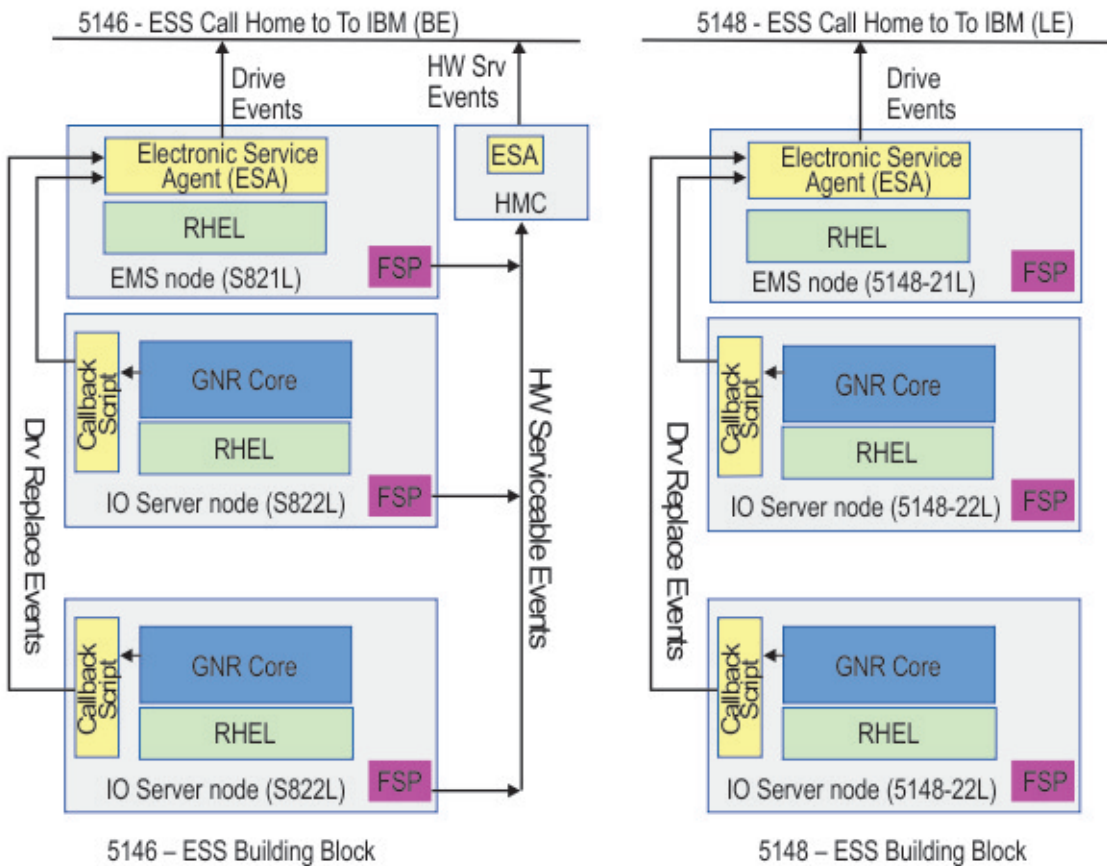 5146 - ESS Call Home to To IBM (BE)
Drive
Events
HW Srv
Events
Electronic Service
Agent (ESA)
RHEL
FSP
EMS node (S821L)
ESA
HMC
Callback
Script
GNR Core
RHEL
FSP
IO Server node (S822L)
Drv Replace Events
HW Serviceable Events
Callback
Script
GNR Core
RHEL
FSP
IO Server node (S822L)
5146 – ESS Building Block
5148 - ESS Call Home to To IBM (LE)
Drive
Events
Electronic Service
Agent (ESA)
RHEL
FSP
EMS node (5148-21L)
Callback
Script
GNR Core
RHEL
FSP
IO Server node (5148-22L)
Drv Replace Events
Callback
Script
GNR Core
RHEL
FSP
IO Server node (5148-22L)
5148 – ESS Building Block